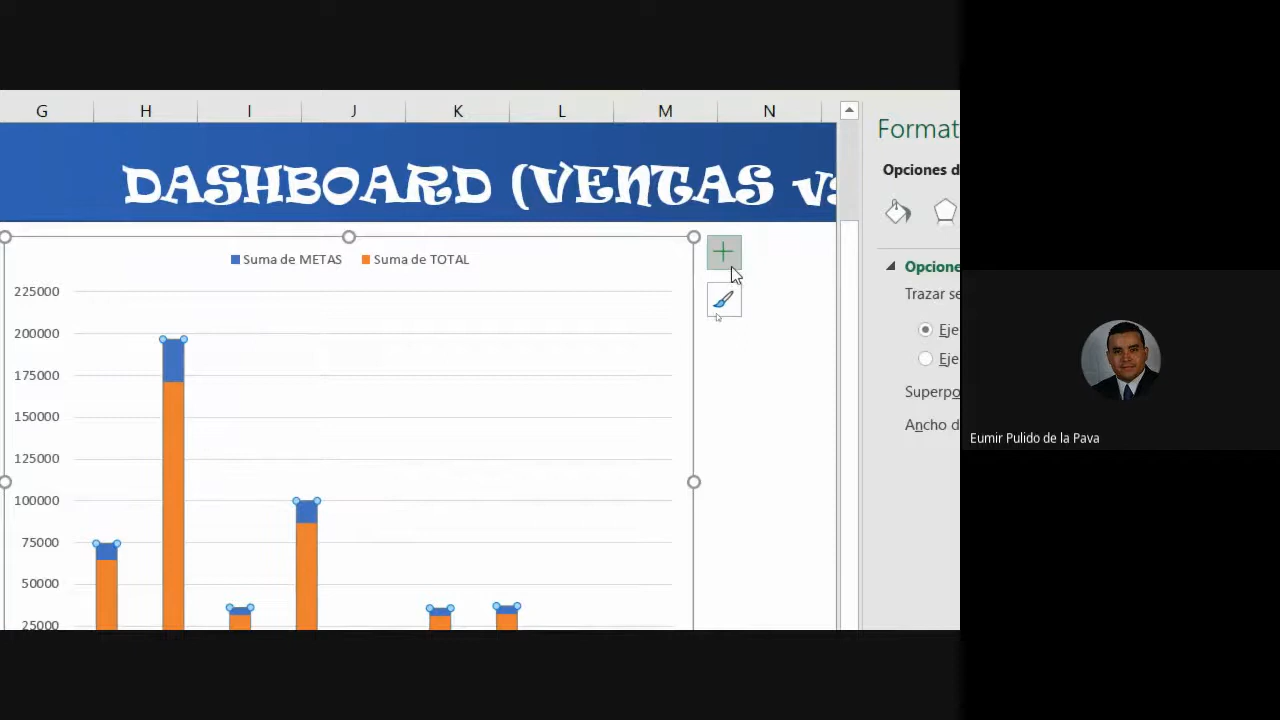 G H I J K L M N
Format
Opciones d
DASHBOARD (VENTAS vs
Suma de METAS Suma de TOTAL
Opcione
Trazar se
225000
200000
175000
150000
125000
100000
75000
50000
25000
Eje
Eje
Superpo
Ancho d
Eumir Pulido de la Pava